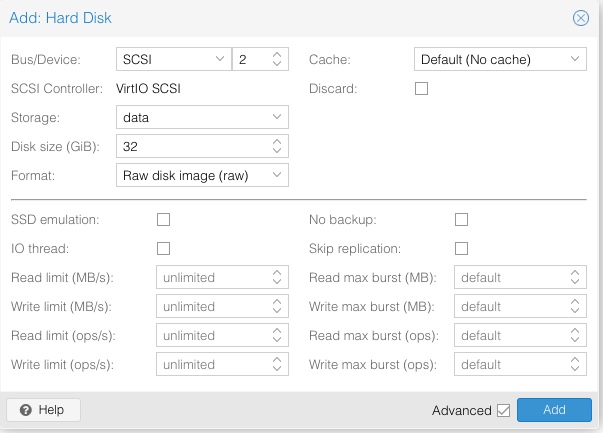 Add: Hard Disk
Bus/Device: SCSI 2 Cache: Default (No cache)
SCSI Controller: VirtIO SCSI Discard:
Storage: data
Disk size (GiB): 32
Format: Raw disk image (raw)
SSD emulation: No backup:
IO thread: Skip replication:
Read limit (MB/s): unlimited Read max burst (MB): default
Write limit (MB/s): unlimited Write max burst (MB): default
Read limit (ops/s): unlimited Read max burst (ops): default
Write limit (ops/s): unlimited Write max burst (ops): default
Help Advanced Add